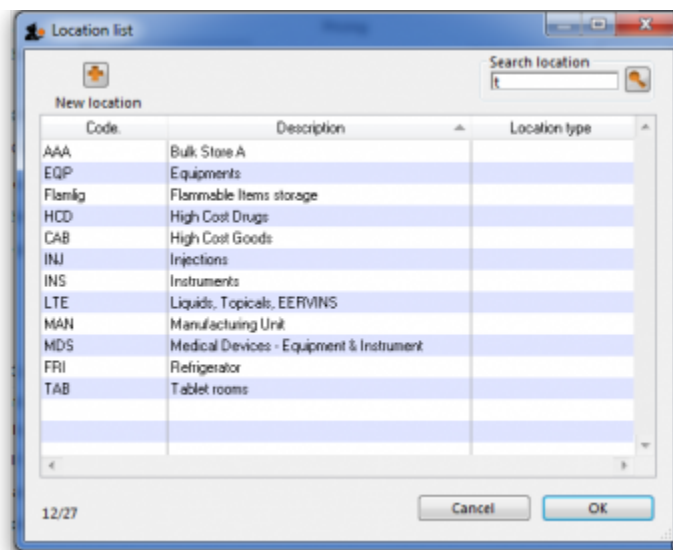 Location list
Search location
t
New location
Code. Description Location type
AAA Bulk Store A
EQP Equipments
Flamlig Flammable Items storage
HCD High Cost Drugs
CAB High Cost Goods
INJ Injections
INS Instruments
LTE Liquids, Topicals, EERVINS
MAN Manufacturing Unit
MDS Medical Devices - Equipment & Instrument
FRI Refrigerator
TAB Tablet rooms
12/27 Cancel OK